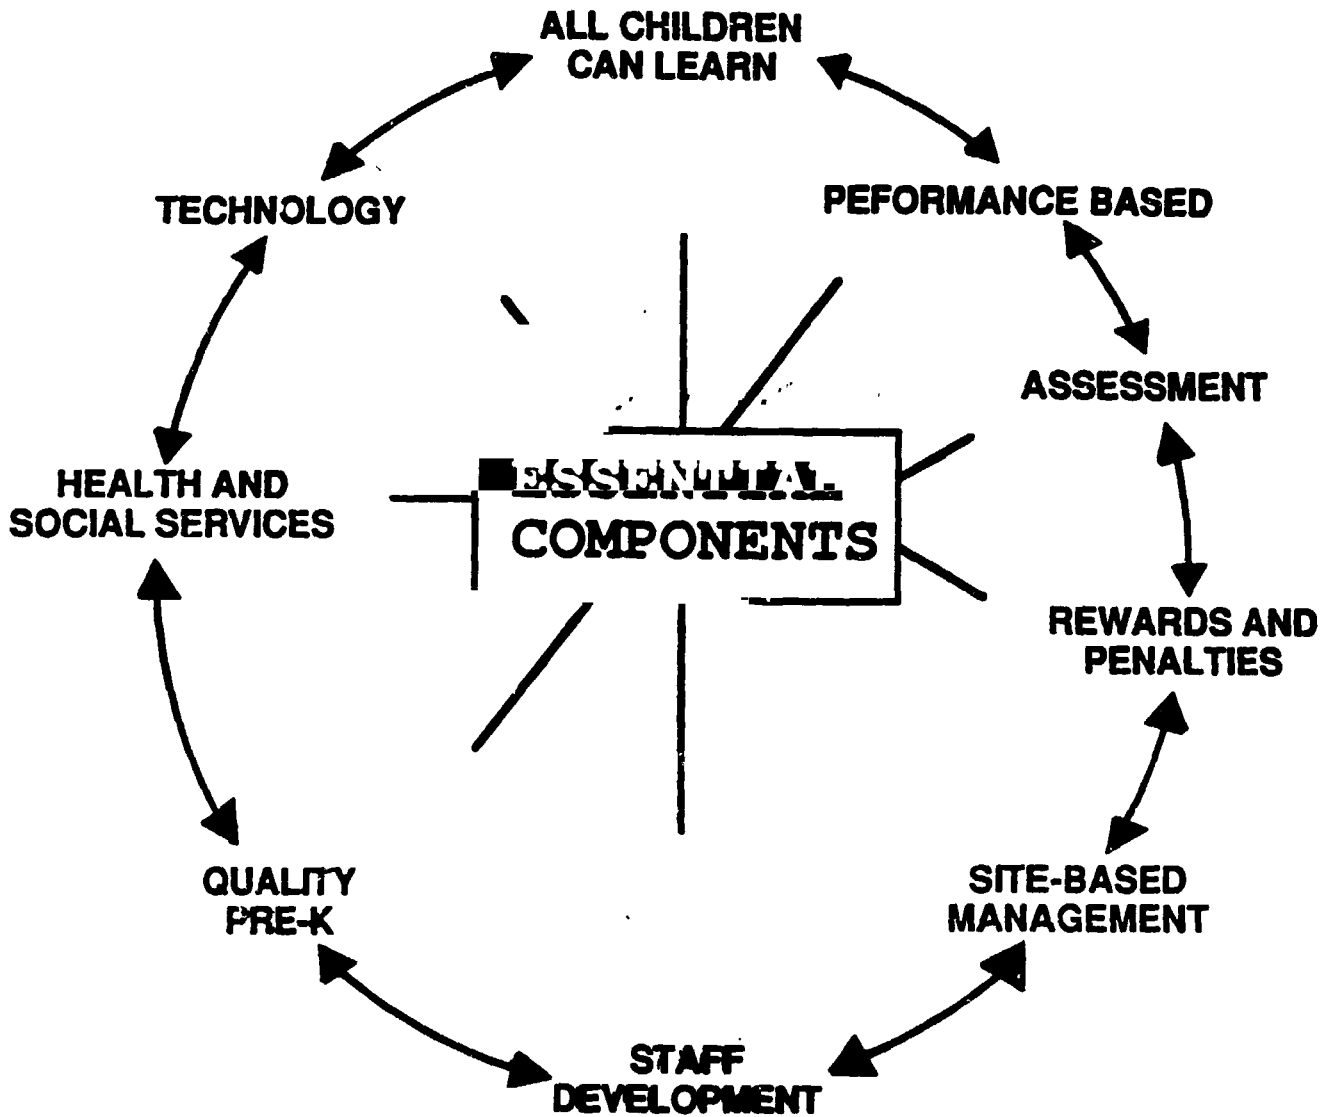 ALL CHILDREN
CAN LEARN
TECHNOLOGY
PEFORMANCE BASED
ASSESSMENT
HEALTH AND
SOCIAL SERVICES
ESSENTIAL
COMPONENTS
REWARDS AND
PENALTIES
QUALITY
PRE-K
SITE-BASED
MANAGEMENT
STAFF
DEVELOPMENT